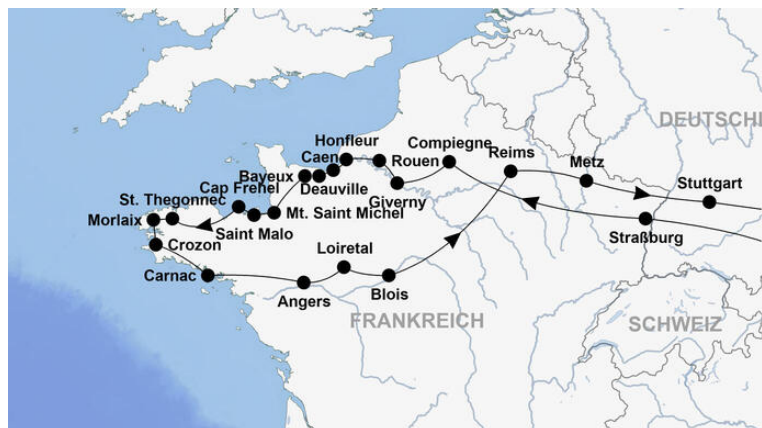 DEUTSCHL
Honfleur
Compiegne
Caen
Rouen
Reims
Metz
Bayeux
Deauville
Giverny
Stuttgart
Cap Frehel
St. Thegonnec
Mt. Saint Michel
Morlaix
Saint Malo
Straßburg
Crozon
Loiretal
Carnac
Angers
Blois
FRANKREICH
SCHWEIZ